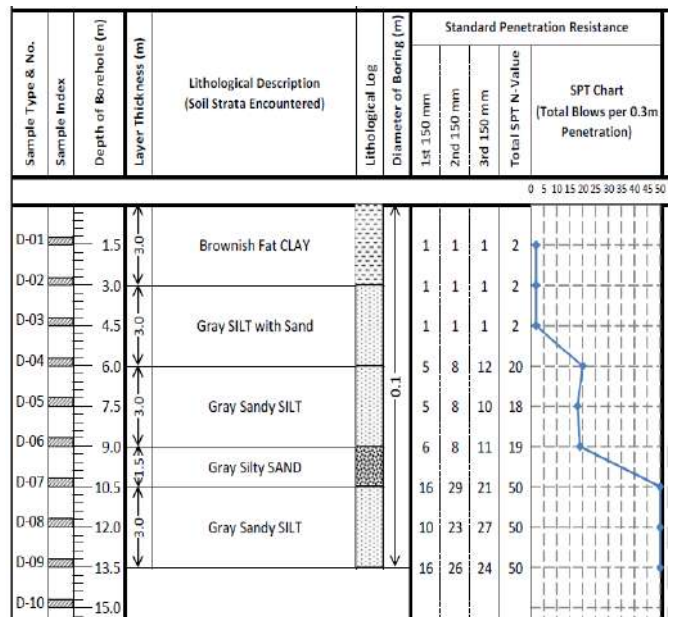 Standard Penetration Resistance
Sample Type & No.
Sample Index
Depth of Borehole (m)
Layer Thickness (m)
Lithological Description
(Soil Strata Encountered)
Lithological Log
Diameter of Boring (m)
1st 150 mm
2nd 150 mm
3rd 150 mm
Total SPT N-Value
SPT Chart
(Total Blows per 0.3m
Penetration)
0 5 10 15 20 25 30 35 40 45 50
D-01 1.5 3.0 Brownish Fat CLAY 1 1 1 2
D-02 3.0 1 1 1 2
D-03 4.5 3.0 Gray SILT with Sand 1 1 1 2
D-04 6.0 5 8 12 20
0.1
D-05 7.5 3.0 Gray Sandy SILT 5 8 10 18
D-06 9.0 6 8 11 19
1.5 Gray Silty SAND
D-07 10.5 16 29 21 50
D-08 12.0 3.0 Gray Sandy SILT 10 23 27 50
D-09 13.5 16 26 24 50
D-10 15.0